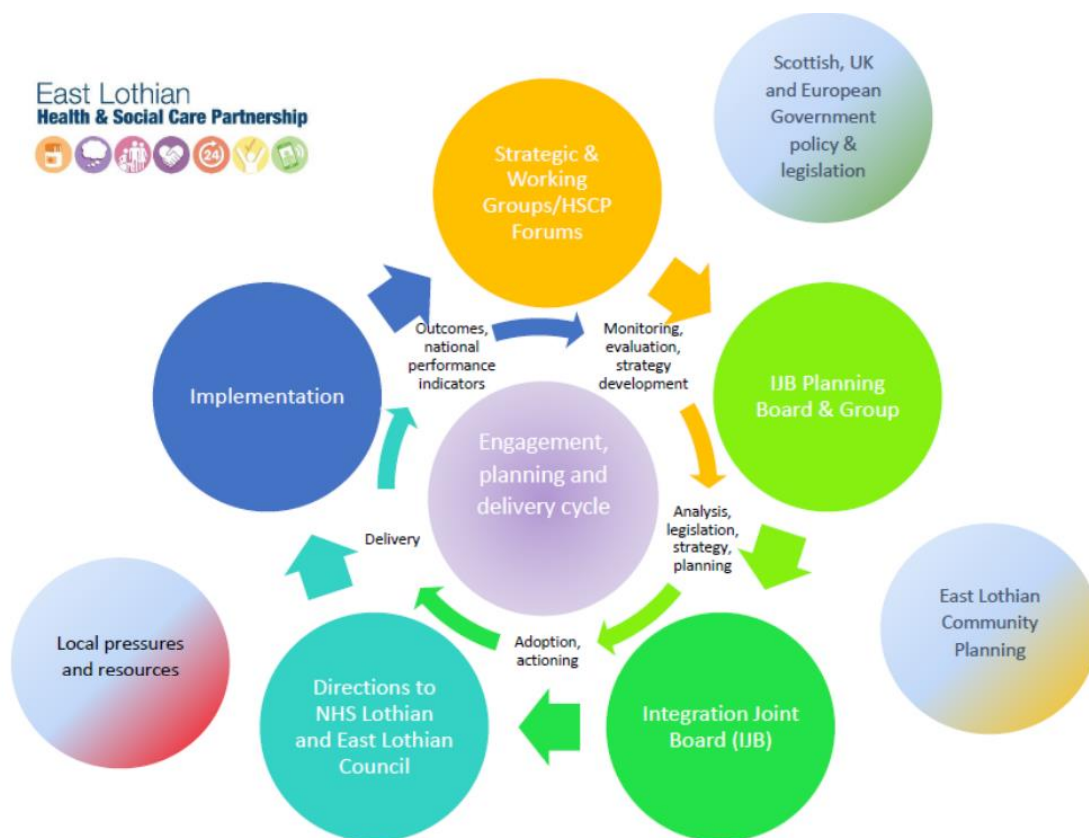 East Lothian
Health & Social Care Partnership
24
Scottish, UK
and European
Government
policy &
legislation
Strategic &
Working
Groups/HSCP
Forums
Outcomes,
national
performance
indicators
Monitoring,
evaluation,
strategy
development
Implementation
IJB Planning
Board & Group
Engagement,
planning and
delivery cycle
Analysis,
legislation,
strategy,
planning
Delivery
East Lothian
Community
Planning
Local pressures
and resources
Adoption,
actioning
Directions to
NHS Lothian
and East Lothian
Council
Integration Joint
Board (IJB)